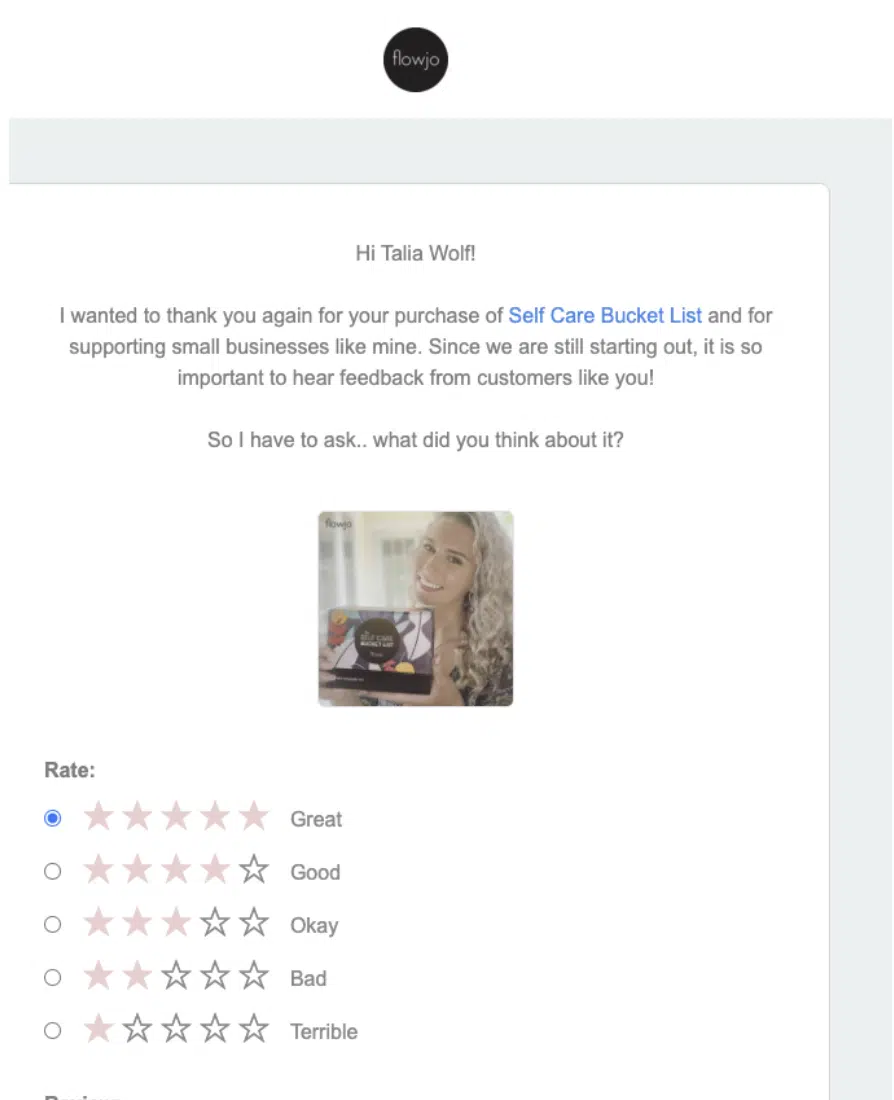 flowjo
Hi Talia Wolf!
I wanted to thank you again for your purchase of Self Care Bucket List and for
supporting small businesses like mine. Since we are still starting out, it is so
important to hear feedback from customers like you!
So I have to ask.. what did you think about it?
flowjo
SELF CARE
BUCKET LIST
flowjo
Rate:
Great
Good
Okay
Bad
Terrible